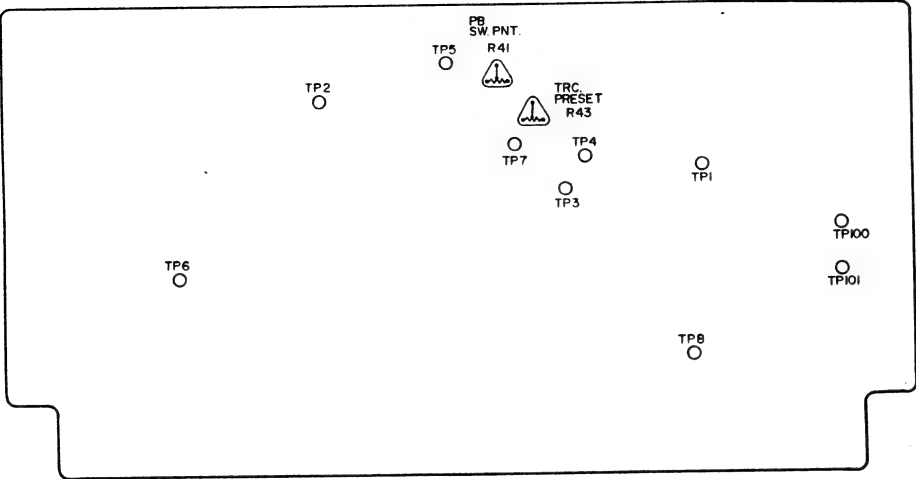 PB
SW. PNT.
R41
TP5
TP2
TRC.
PRESET
R43
TP7
TP4
TP3
TP1
TP100
TP101
TP6
TP8